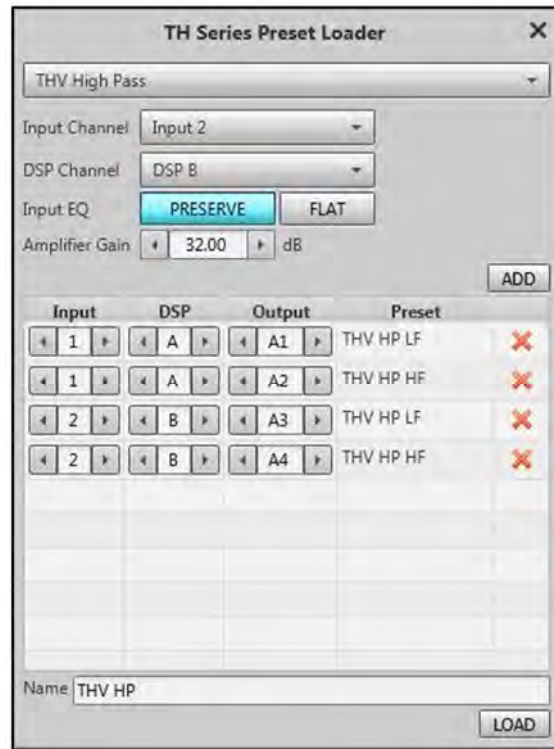 TH Series Preset Loader
THV High Pass
Input Channel Input 2
DSP Channel DSP B
Input EQ PRESERVE FLAT
Amplifier Gain 32.00 dB
ADD
Input DSP Output Preset
1 A A1 THV HP LF
1 A A2 THV HP HF
2 B A3 THV HP LF
2 B A4 THV HP HF
Name THV HP
LOAD